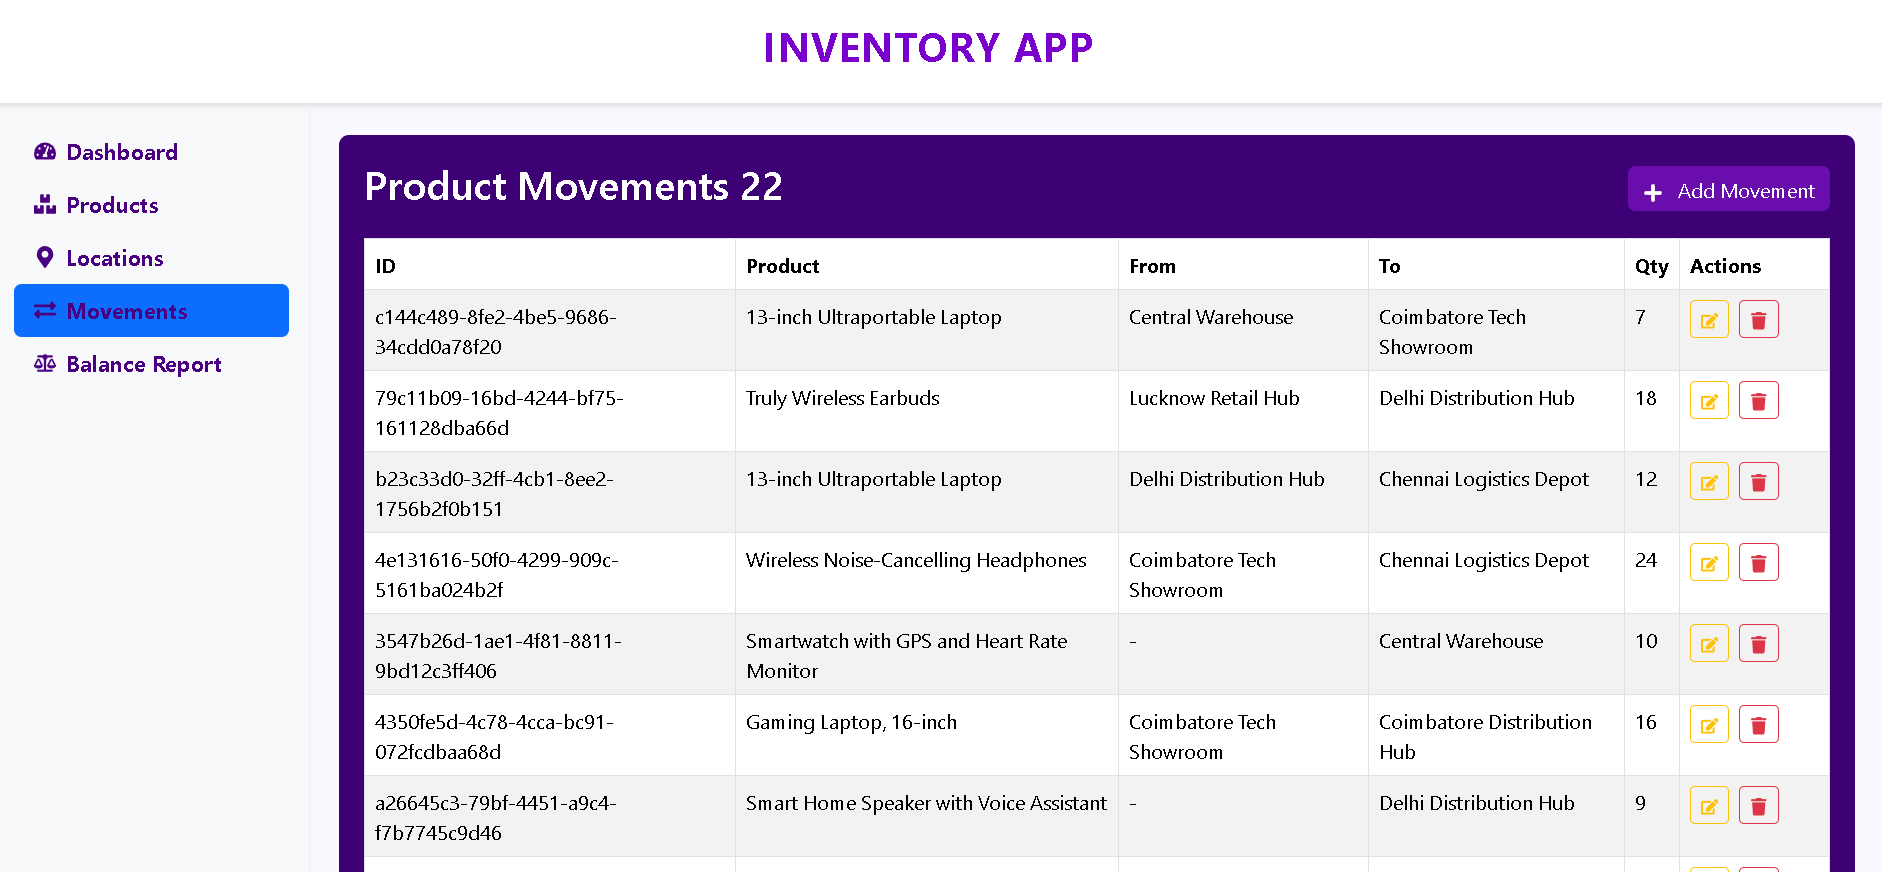 INVENTORY APP
Dashboard
Products
Locations
Movements
Balance Report
Product Movements 22
Add Movement
ID Product From To Qty Actions
c144c489-8fe2-4be5-9686- 13-inch Ultraportable Laptop Central Warehouse Coimbatore Tech 7
34cdd0a78f20 Showroom
79c11b09-16bd-4244-bf75- Truly Wireless Earbuds Lucknow Retail Hub Delhi Distribution Hub 18
161128dba66d
b23c33d0-32ff-4cb1-8ee2- 13-inch Ultraportable Laptop Delhi Distribution Hub Chennai Logistics Depot 12
1756b2f0b151
4e131616-50f0-4299-909c- Wireless Noise-Cancelling Headphones Coimbatore Tech Chennai Logistics Depot 24
5161ba024b2f Showroom
3547b26d-1ae1-4f81-8811- Smartwatch with GPS and Heart Rate - Central Warehouse 10
9bd12c3ff406 Monitor
4350fe5d-4c78-4cca-bc91- Gaming Laptop, 16-inch Coimbatore Tech Coimbatore Distribution 16
072fcdbaa68d Showroom Hub
a26645c3-79bf-4451-a9c4- Smart Home Speaker with Voice Assistant - Delhi Distribution Hub 9
f7b7745c9d46